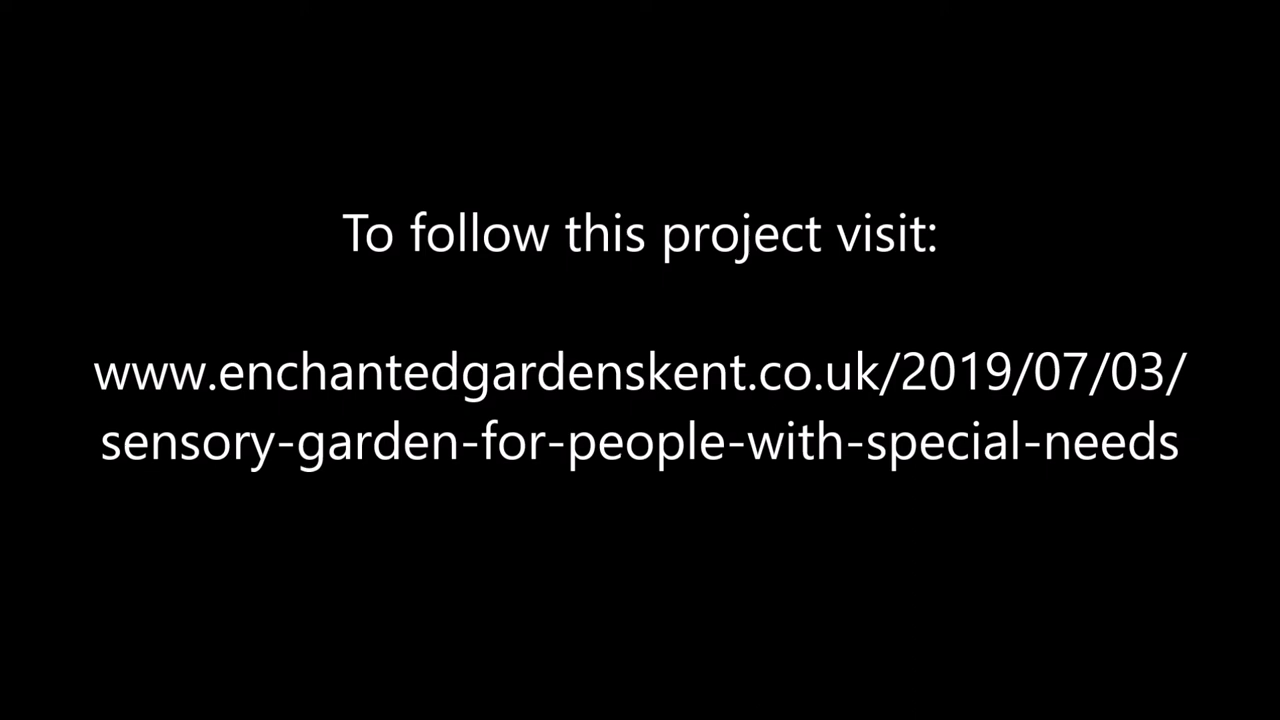 To follow this project visit:
www.enchantedgardenskent.co.uk/2019/07/03/
sensory-garden-for-people-with-special-needs